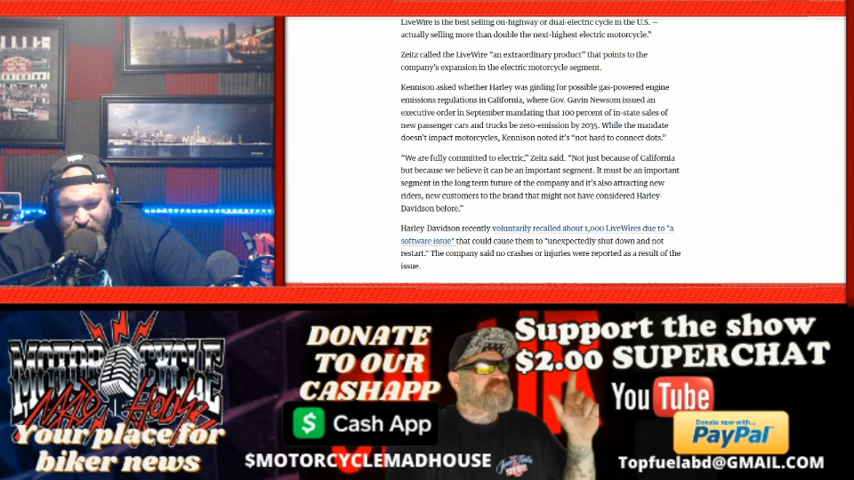 LiveWire is the best selling on-highway or dual-electric cycle in the U.S. —
actually selling more than double the next-highest electric motorcycle."
Zeitz called the LiveWire "an extraordinary product" that points to the
company's expansion in the electric motorcycle segment.
Kennison asked whether Harley was girding for possible gas-powered engine
emissions regulations in California, where Gov. Gavin Newsom issued an
executive order in September mandating that 100 percent of in-state sales of
new passenger cars and trucks be zero-emission by 2035. While the mandate
doesn't impact motorcycles, Kennison noted it's "not hard to connect dots."
"We are fully committed to electric," Zeitz said. "Not just because of California
but because we believe it can be an important segment. It must be an important
segment in the long term future of the company and it's also attracting new
riders, new customers to the brand that might not have considered Harley-
Davidson before."
Harley-Davidson recently voluntarily recalled about 1,000 LiveWires due to "a
software issue" that could cause them to "unexpectedly shut down and not
restart." The company said no crashes or injuries were reported as a result of the
issue.
MOTORCYCLE
MAD HOUSE
Your place for
biker news
DONATE
TO OUR
CASHAPP
$ Cash App
$MOTORCYCLEMADHOUSE
Support the show
$2.00 SUPERCHAT
YouTube
Donate now with...
PayPal
Topfuelabd@GMAIL.COM